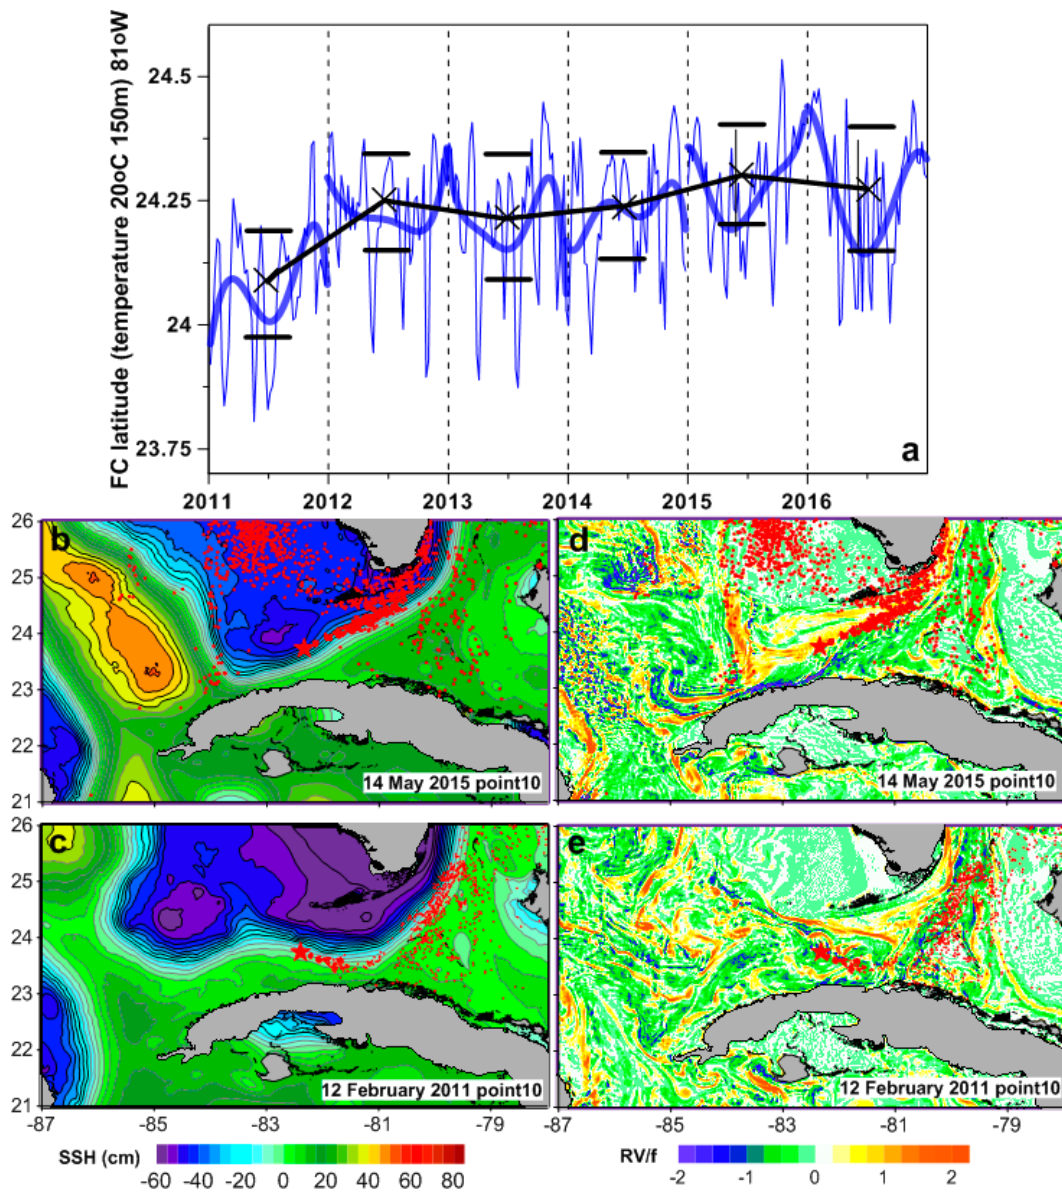 FC latitude (temperature 20oC 150m) 81oW
24.5
24.25
24
23.75
a
2011 2012 2013 2014 2015 2016
26 b d
25
24
23
22
21 14 May 2015 point10 14 May 2015 point10
26 c e
25
24
23
22
21 12 February 2011 point10 12 February 2011 point10
-87 -85 -83 -81 -79 -87 -85 -83 -81 -79
SSH (cm) RV/f
-60 -40 -20 0 20 40 60 80 -2 -1 0 1 2